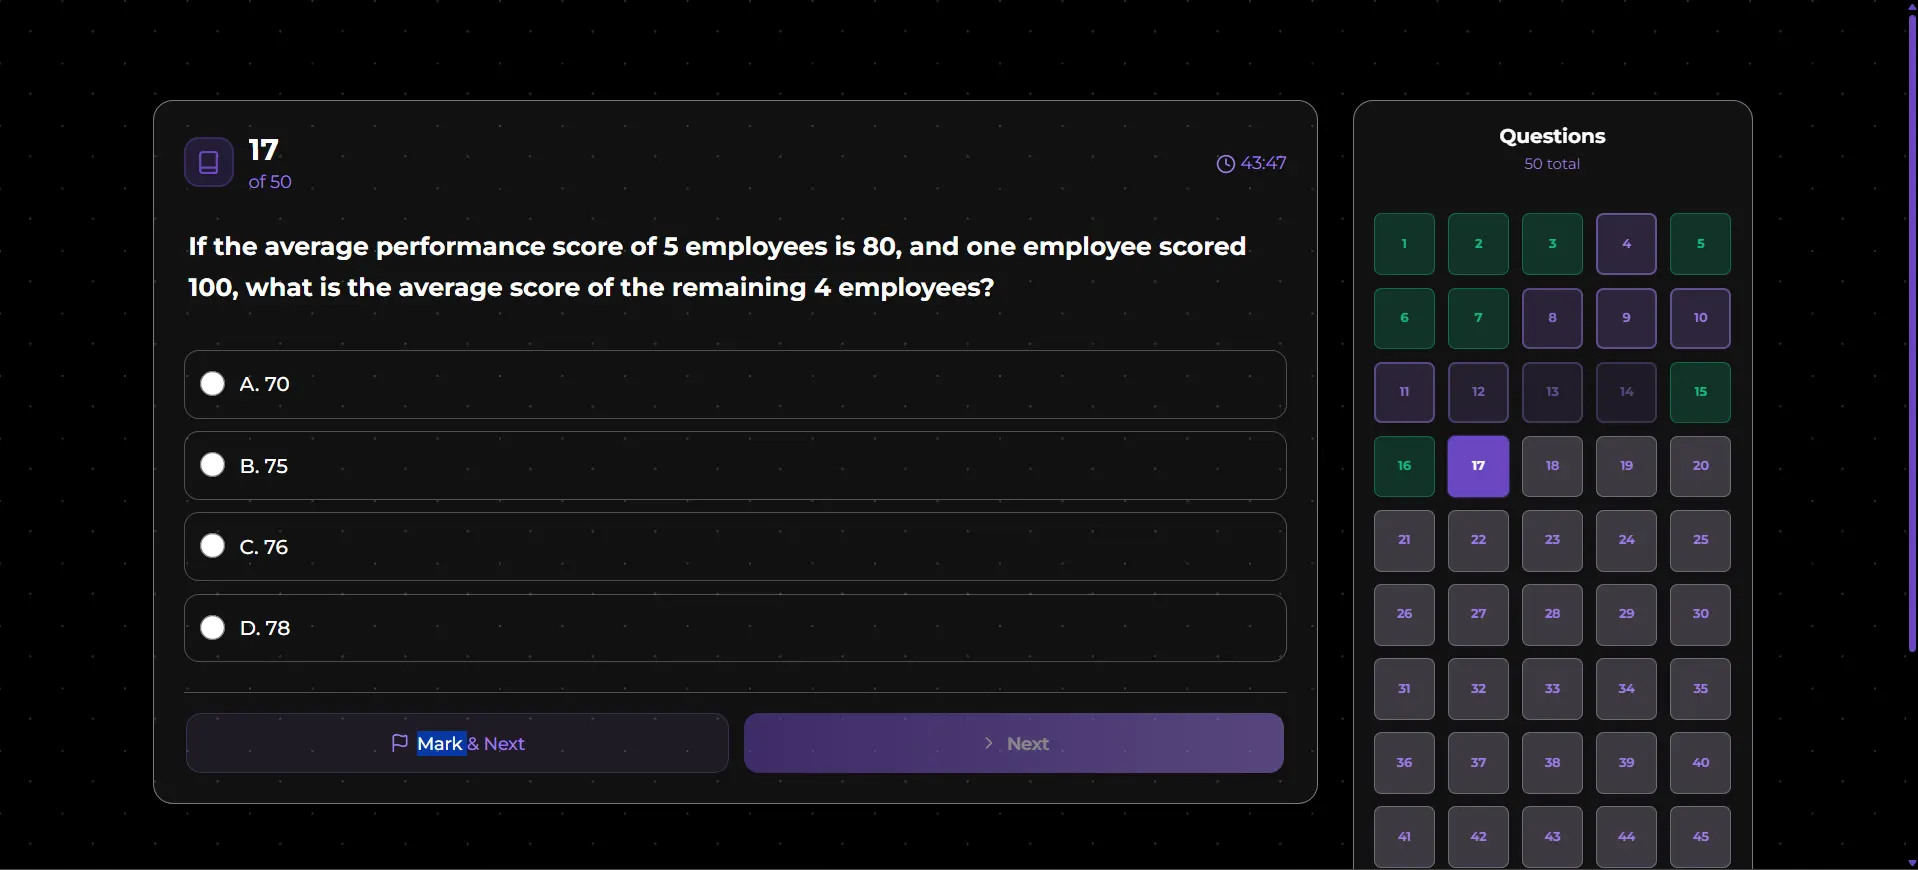 17
of 50
43:47
If the average performance score of 5 employees is 80, and one employee scored
100, what is the average score of the remaining 4 employees?
A. 70
B. 75
C. 76
D. 78
Mark & Next
Next
Questions
50 total
1 2 3 4 5
6 7 8 9 10
11 12 13 14 15
16 17 18 19 20
21 22 23 24 25
26 27 28 29 30
31 32 33 34 35
36 37 38 39 40
41 42 43 44 45